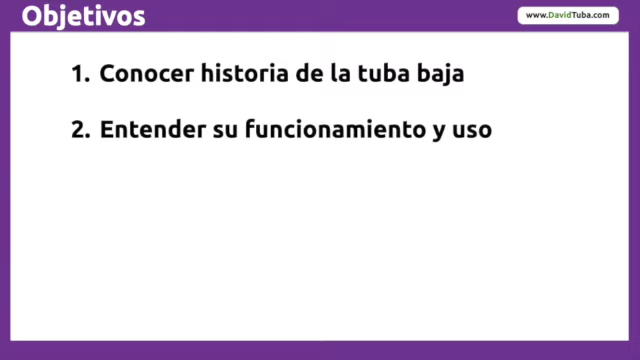 Objetivos
www.DavidTuba.com
1. Conocer historia de la tuba baja
2. Entender su funcionamiento y uso